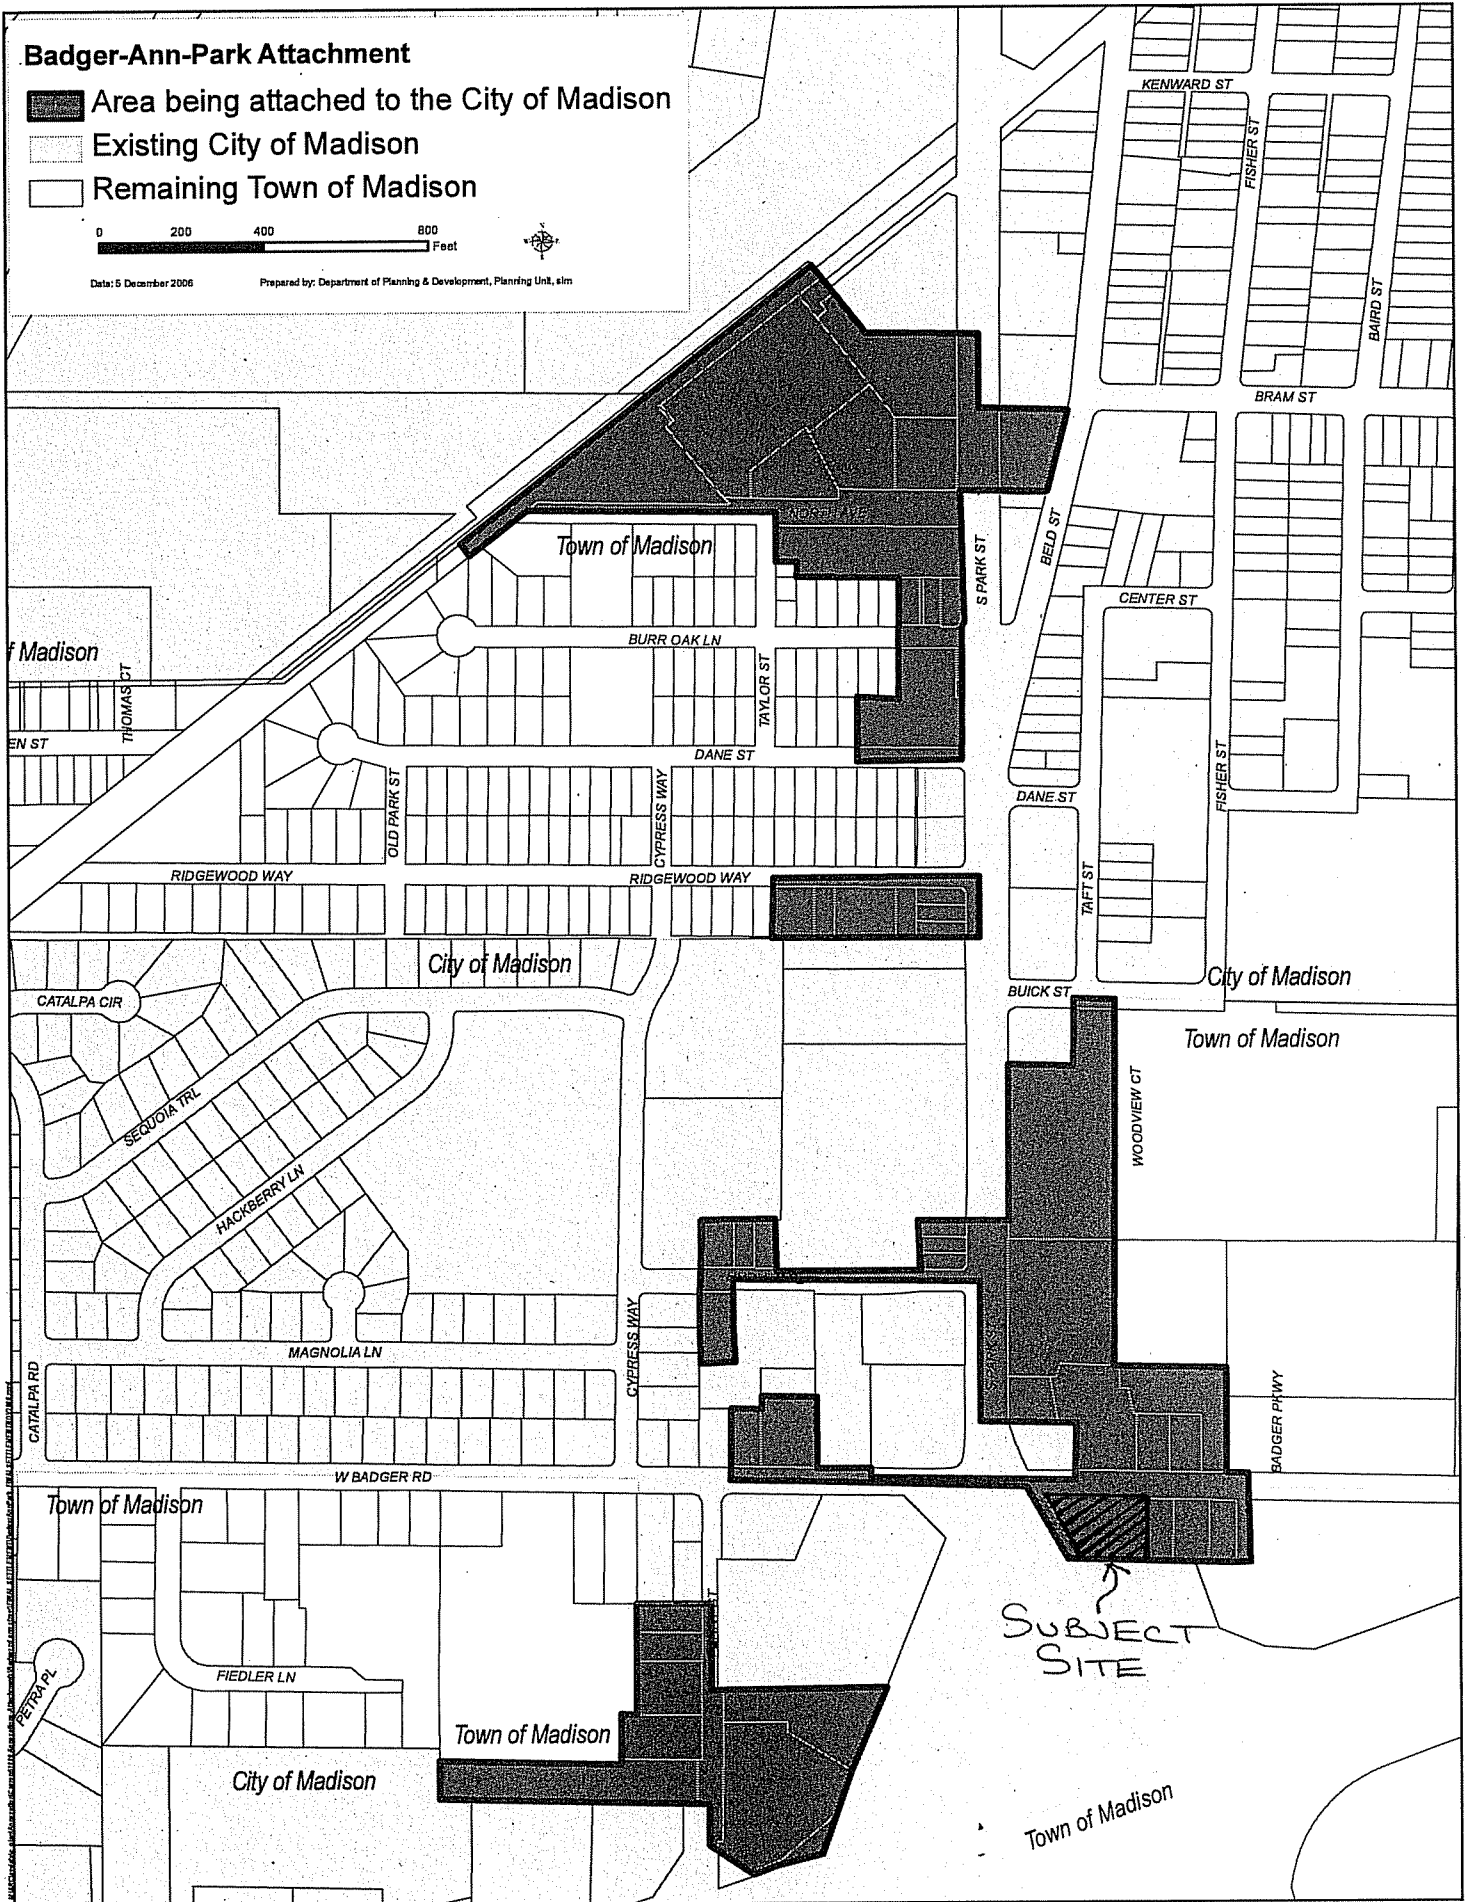 Badger-Ann-Park Attachment
Area being attached to the City of Madison
Existing City of Madison
Remaining Town of Madison
0 200 400 800
Feet
Date: 5 December 2006 Prepared by: Department of Planning & Development, Planning Unit, slm
KENWARD ST
FISHER ST
BAIRD ST
BRAM ST
Town of Madison
S PARK ST
BELD ST
CENTER ST
BURR OAK LN
f Madison
THOMAS CT
TAYLOR ST
EN ST
DANE ST
DANE ST
FISHER ST
OLD PARK ST
CYPRESS WAY
TAFT ST
RIDGEWOOD WAY
RIDGEWOOD WAY
City of Madison
City of Madison
BUICK ST
CATALPA CIR
Town of Madison
WOODVIEW CT
SEQUOIA TRL
HACKBERRY LN
MAGNOLIA LN
CYPRESS WAY
CATALPA RD
BADGER PKWY
W BADGER RD
Town of Madison
SUBJECT
SITE
FIEDLER LN
PETRA PL
Town of Madison
City of Madison
Town of Madison